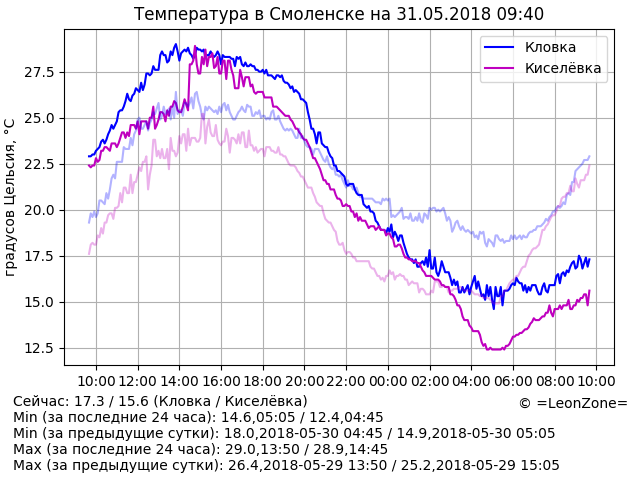 Температура в Смоленске на 31.05.2018 09:40
градусов Цельсия, °C
27.5
25.0
22.5
20.0
17.5
15.0
12.5
Кловка
Киселёвка
10:00 12:00 14:00 16:00 18:00 20:00 22:00 00:00 02:00 04:00 06:00 08:00 10:00
Сейчас: 17.3 / 15.6 (Кловка / Киселёвка)
© =LeonZone=
Min (за последние 24 часа): 14.6,05:05 / 12.4,04:45
Min (за предыдущие сутки): 18.0,2018-05-30 04:45 / 14.9,2018-05-30 05:05
Max (за последние 24 часа): 29.0,13:50 / 28.9,14:45
Max (за предыдущие сутки): 26.4,2018-05-29 13:50 / 25.2,2018-05-29 15:05